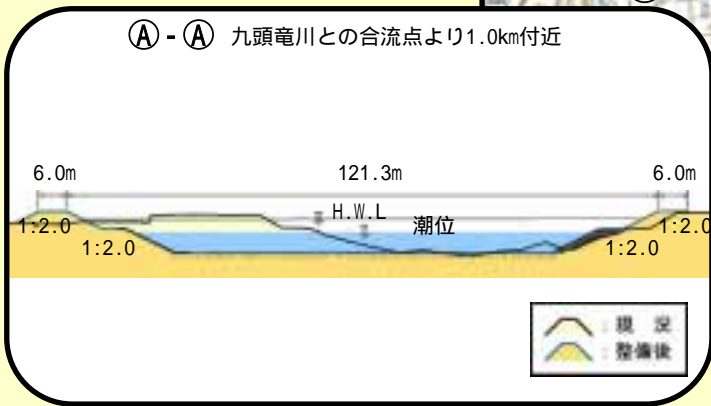 Ⓐ - Ⓐ 九頭竜川との合流点より1.0km付近
6.0m 121.3m 6.0m
H.W.L 潮位
1:2.0 1:2.0
1:2.0 1:2.0
: 現 況
: 整備後